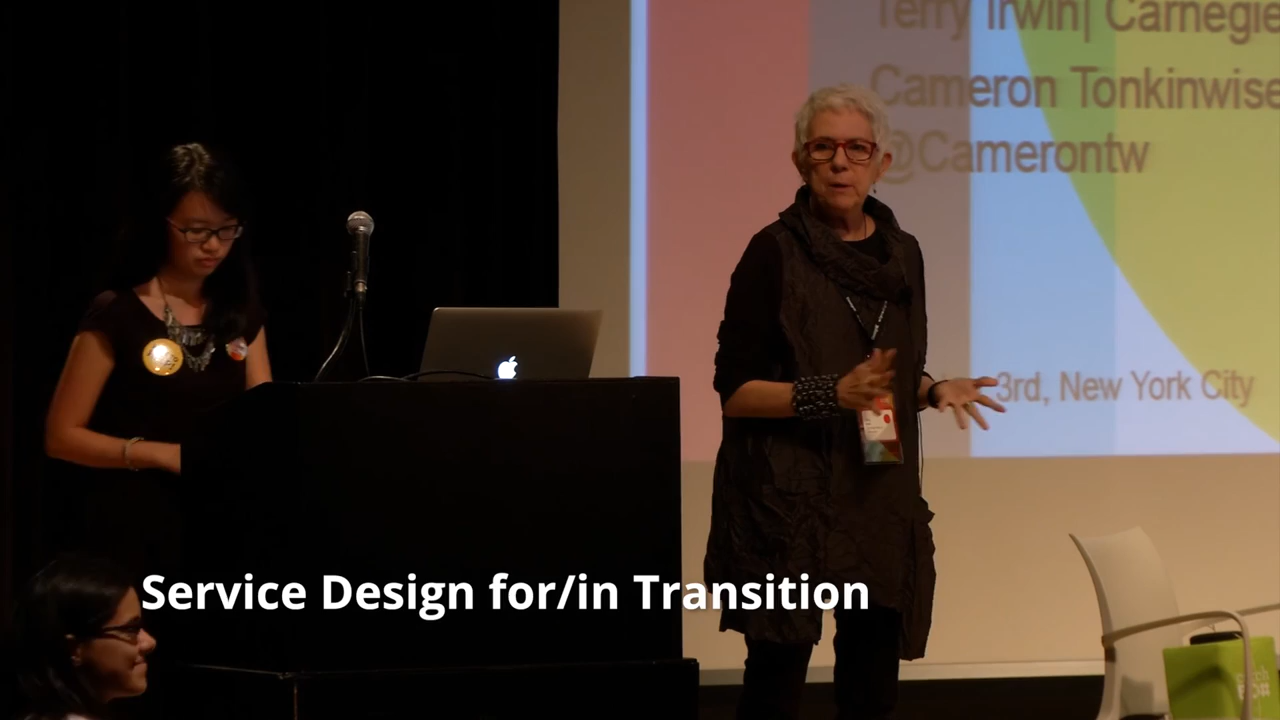 Terry Irwin| Carnegie
Cameron Tonkinwise
@Camerontw
3rd, New York City
Service Design for/in Transition